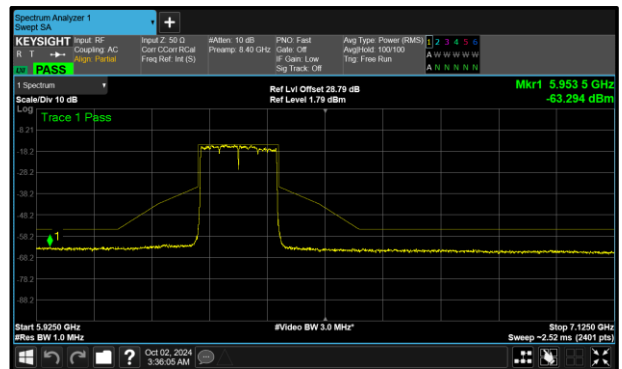 Spectrum Analyzer 1
Swept SA
KEYSIGHT
R T
LM PASS
Input: RF
Coupling: AC
Align: Partial
Input Z: 50 Ω
Corr CCorr RCal
Freq Ref: Int (S)
#Atten: 10 dB
Preamp: 8.40 GHz
PNO: Fast
Gate: Off
IF Gain: Low
Sig Track: Off
Avg Type: Power (RMS)
Avg|Hold: 100/100
Trig: Free Run
1 2 3 4 5 6
A W W W W W
A N N N N N
1 Spectrum
Scale/Div 10 dB
Ref Lvl Offset 28.79 dB
Ref Level 1.79 dBm
Mkr1 5.953 5 GHz
-63.294 dBm
Log
Trace 1 Pass
-8.21
-18.2
-28.2
-38.2
-48.2
-58.2
1
-68.2
-78.2
-88.2
Start 5.9250 GHz
#Res BW 1.0 MHz
#Video BW 3.0 MHz*
Stop 7.1250 GHz
Sweep ~2.52 ms (2401 pts)
?
Oct 02, 2024
3:36:05 AM